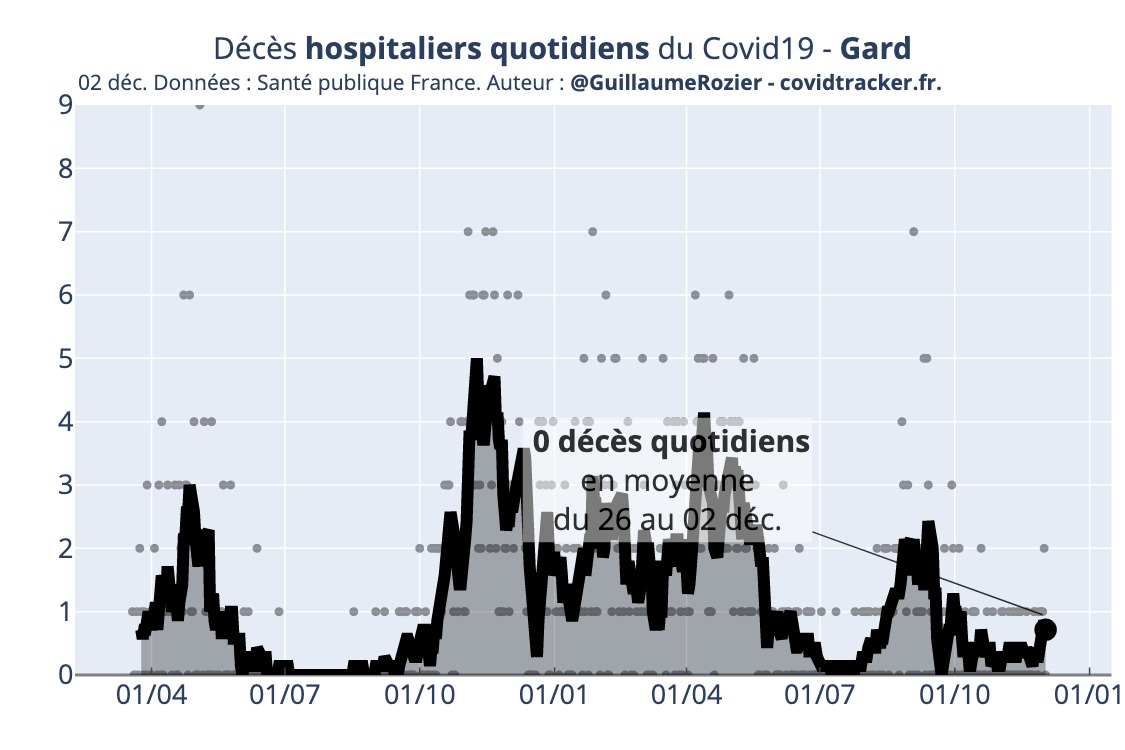 Décès hospitaliers quotidiens du Covid19 - Gard
02 déc. Données : Santé publique France. Auteur : @GuillaumeRozier - covidtracker.fr.
9
8
7
6
5
4
3
2
1
0
0 décès quotidiens
en moyenne
du 26 au 02 déc.
01/04 01/07 01/10 01/01 01/04 01/07 01/10 01/01